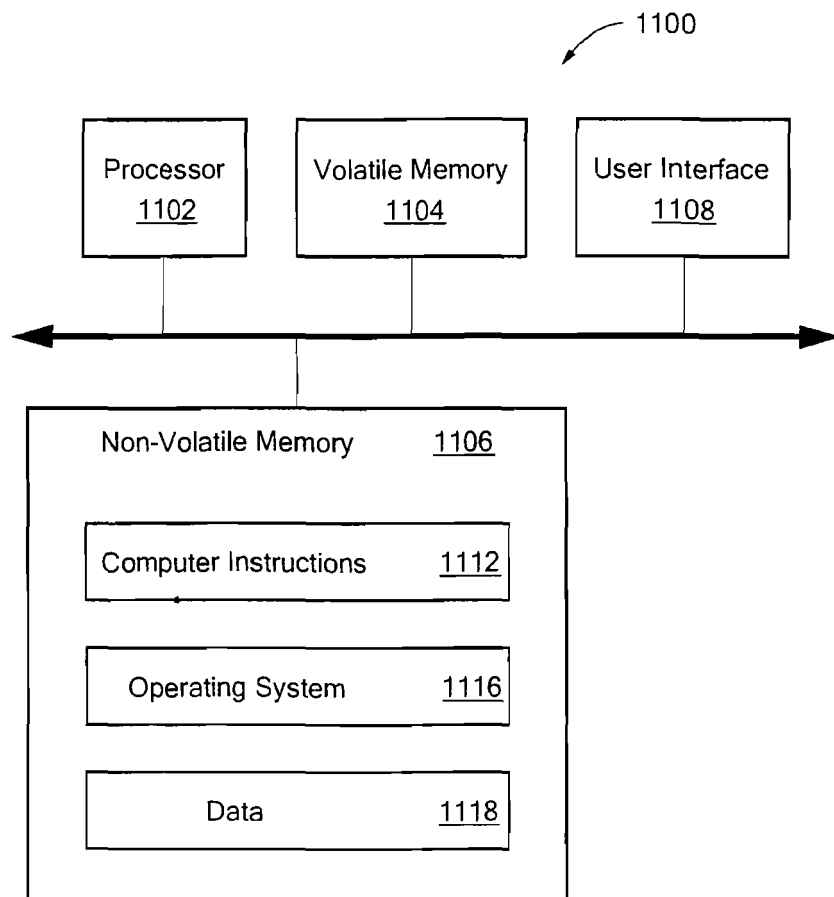 1100
Processor
1102
Volatile Memory
1104
User Interface
1108
Non-Volatile Memory 1106
Computer Instructions 1112
Operating System 1116
Data 1118